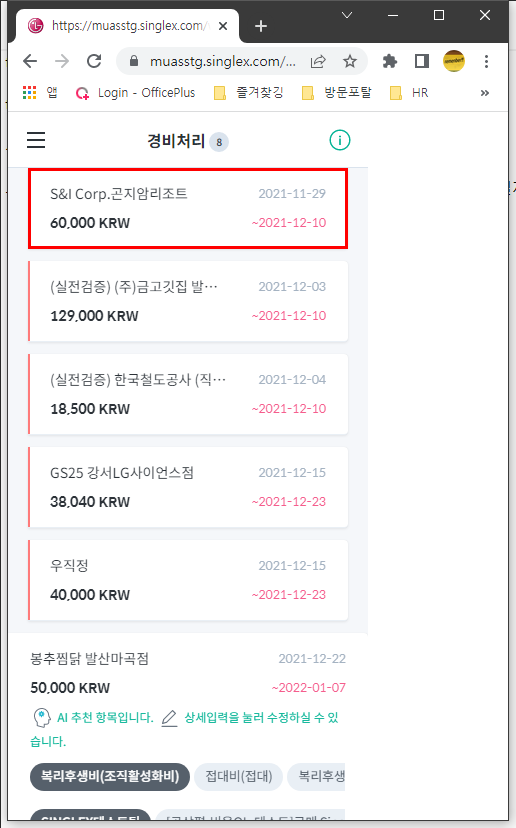 https://muasstg.singlex.com/su
muasstg.singlex.com/...
앱
Login - OfficePlus
즐겨찾깅
방문포탈
HR
»
경비처리 8
S&I Corp.곤지암리조트 2021-11-29
60,000 KRW ~2021-12-10
(실전검증) (주)금고깃집 발… 2021-12-03
129,000 KRW ~2021-12-10
(실전검증) 한국철도공사 (직… 2021-12-04
18,500 KRW ~2021-12-10
GS25 강서LG사이언스점 2021-12-15
38,040 KRW ~2021-12-23
우직정 2021-12-15
40,000 KRW ~2021-12-23
봉추찜닭 발산마곡점 2021-12-22
50,000 KRW ~2022-01-07
AI 추천 항목입니다. 상세입력을 눌러 수정하실 수 있
습니다.
복리후생비(조직활성화비) 접대비(접대) 복리후생